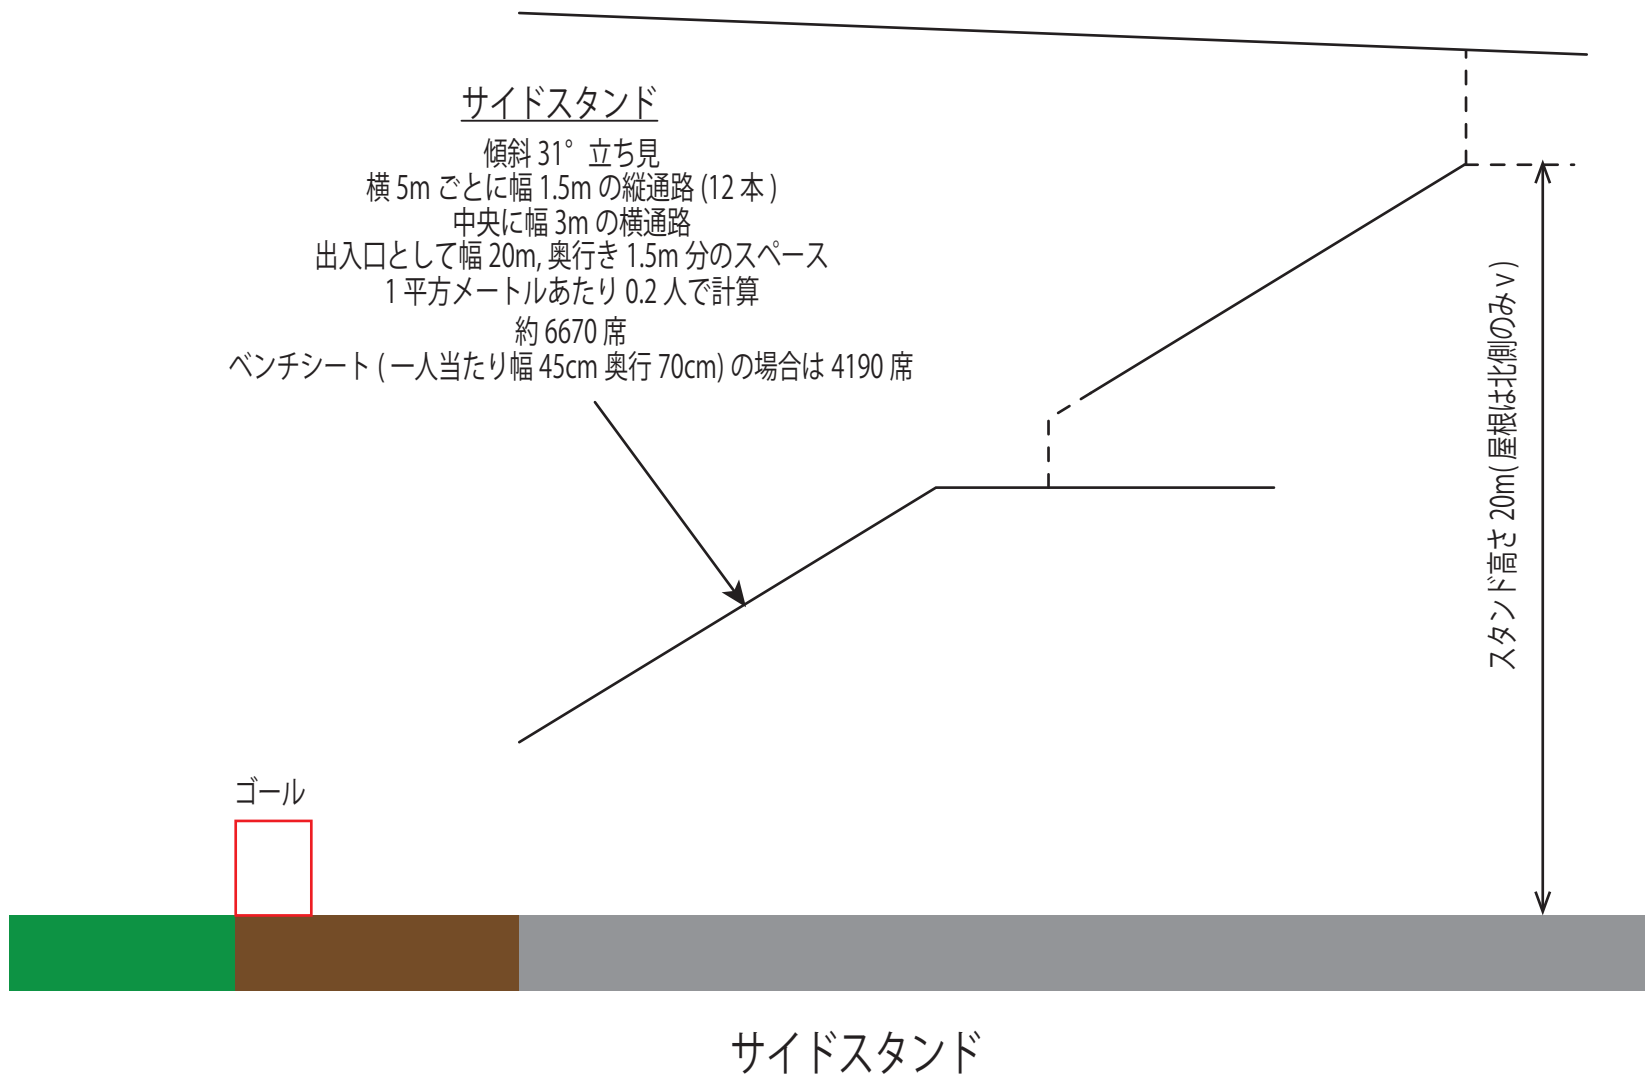 サイドスタンド
傾斜 31° 立ち見
横 5m ごとに幅 1.5m の縦通路 (12 本 )
中央に幅 3m の横通路
出入口として幅 20m, 奥行き 1.5m 分のスペース
1 平方メートルあたり 0.2 人で計算
約 6670 席
ベンチシート ( 一人当たり幅 45cm 奥行 70cm) の場合は 4190 席
スタンド高さ 20m( 屋根は北側のみ v )
ゴール
サイドスタンド